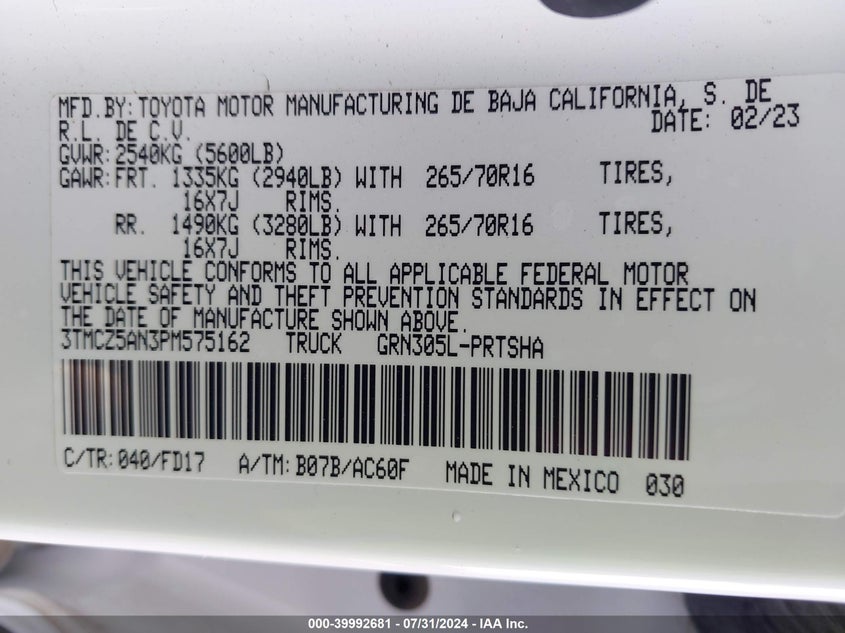 MFD.BY: TOYOTA MOTOR MANUFACTURING DE BAJA CALIFORNIA, S. DE
R.L. DE C.V. DATE: 02/23
GVWR: 2540KG (5600LB)
GAWR: FRT. 1335KG (2940LB) WITH 265/70R16 TIRES,
16X7J RIMS.
RR. 1490KG (3280LB) WITH 265/70R16 TIRES,
16X7J RIMS.
THIS VEHICLE CONFORMS TO ALL APPLICABLE FEDERAL MOTOR
VEHICLE SAFETY AND THEFT PREVENTION STANDARDS IN EFFECT ON
THE DATE OF MANUFACTURE SHOWN ABOVE.
3TMCZ5AN3PM575162 TRUCK GRN305L-PRTSHA
C/TR: 040/FD17 A/TM: B07B/AC60F MADE IN MEXICO 030
000-39992681 / 07/31/2024 - IAA Inc.